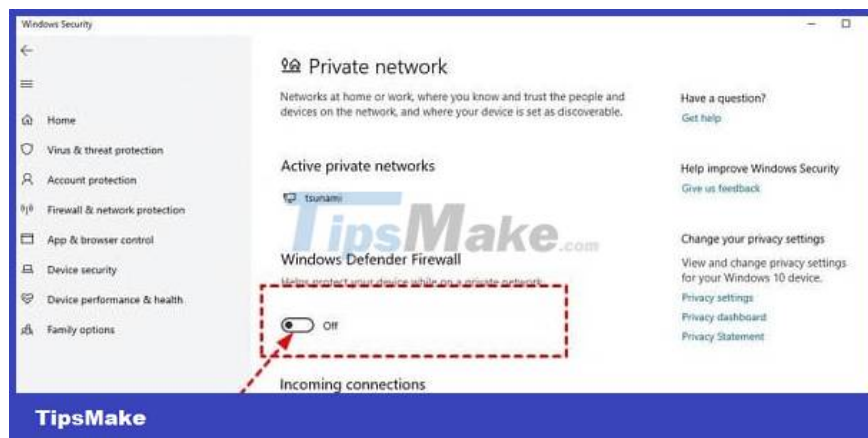 Windows Security
Home
Virus & threat protection
Account protection
Firewall & network protection
App & browser control
Device security
Device performance & health
Family options
Private network
Networks at home or work, where you know and trust the people and
devices on the network, and where your device is set as discoverable.
Active private networks
tsunami
TipsMake.com
Windows Defender Firewall
Helps protect your device while on a private network.
Off
Incoming connections
Have a question?
Get help
Help improve Windows Security
Give us feedback
Change your privacy settings
View and change privacy settings
for your Windows 10 device.
Privacy settings
Privacy dashboard
Privacy Statement
TipsMake